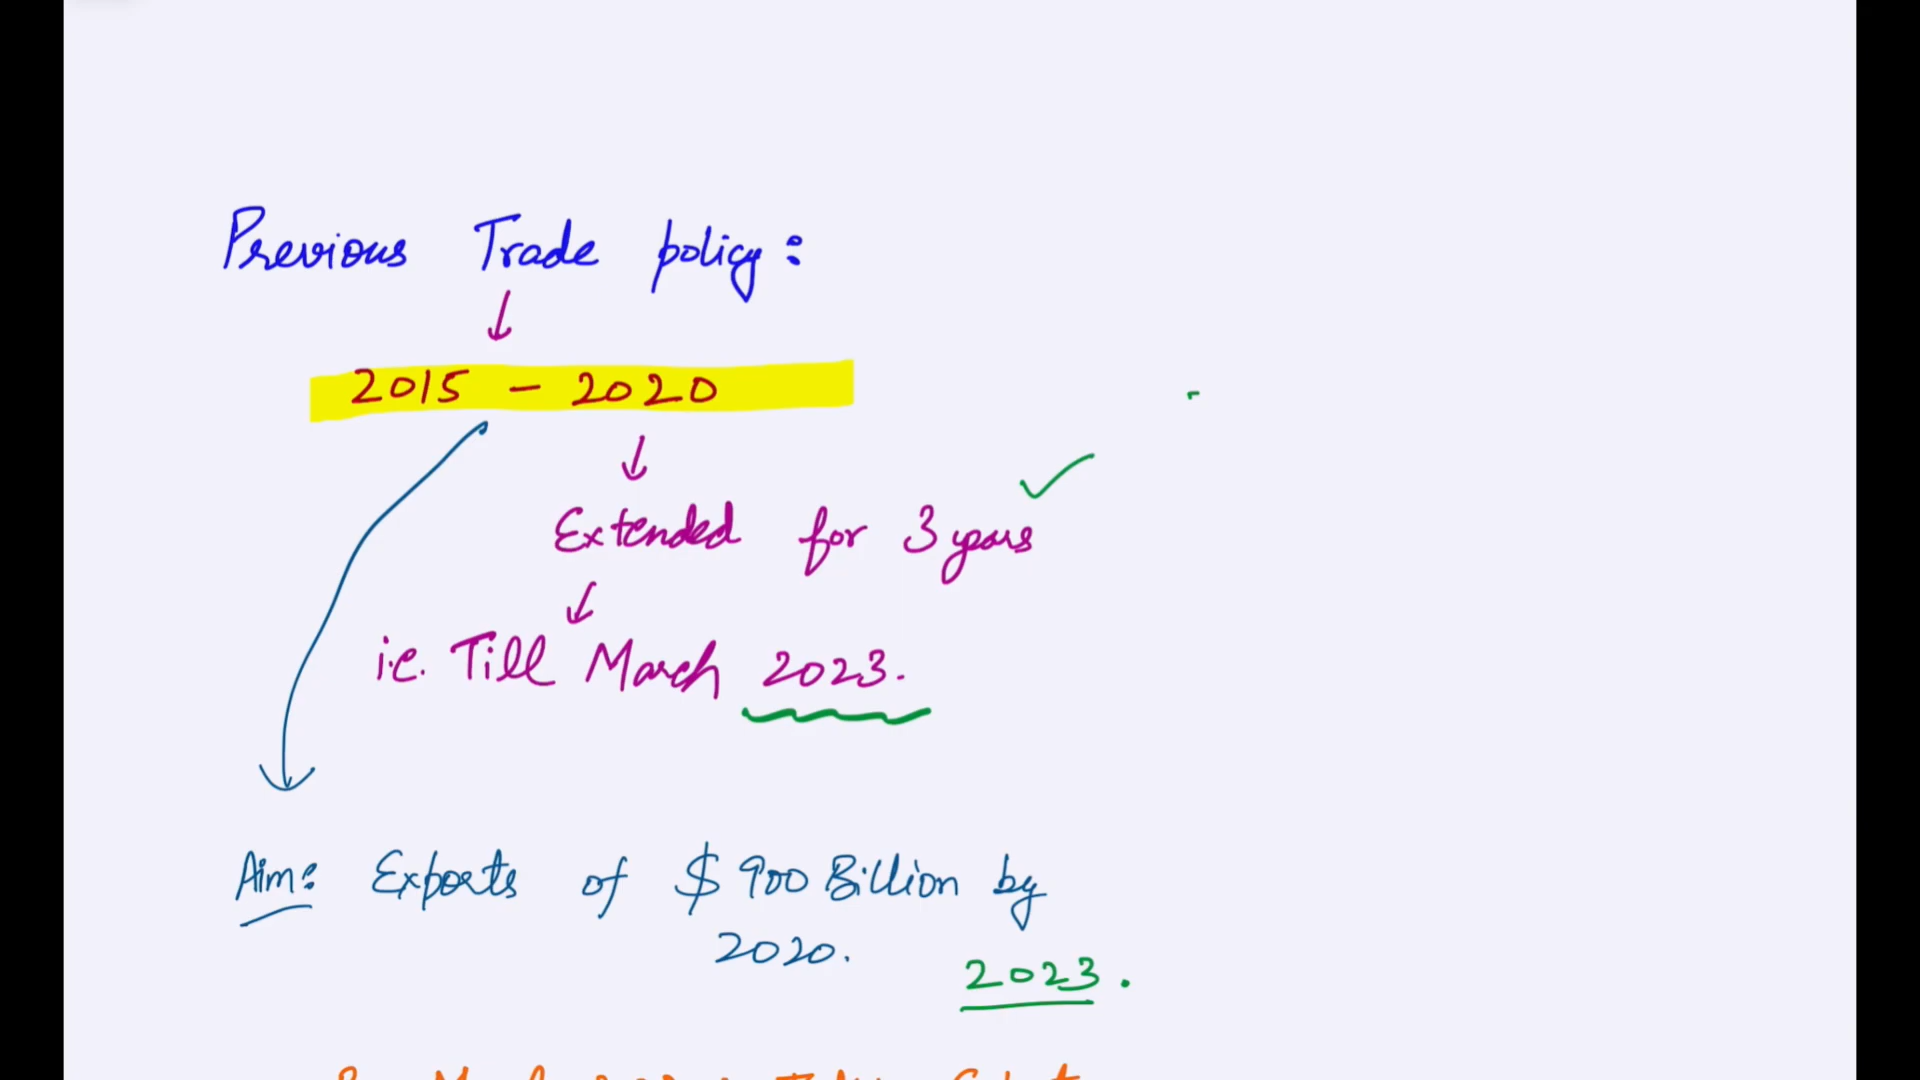 Previous Trade policy:
2015 - 2020
Extended for 3 years
i.e. Till March 2023.
Aim: Exports of $ 900 Billion by
2020.
2023.